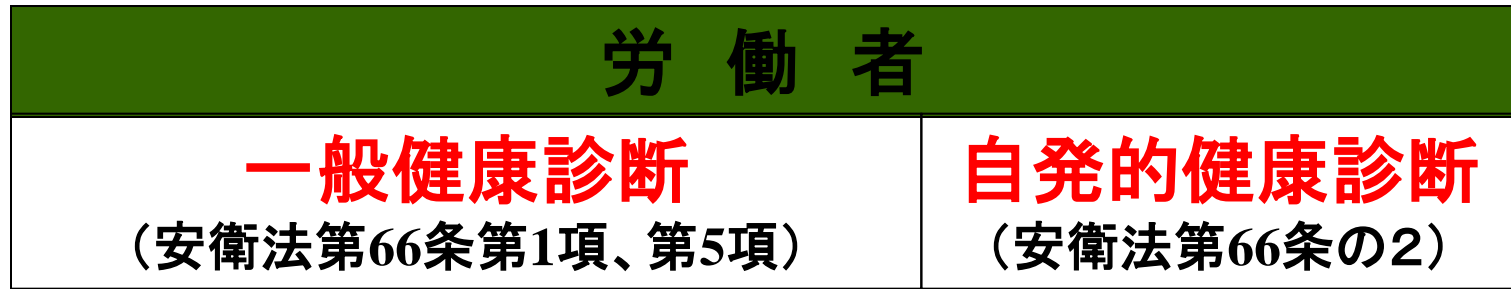 労　働　者
一般健康診断
（安衛法第66条第1項、第5項）
自発的健康診断
（安衛法第66条の２）